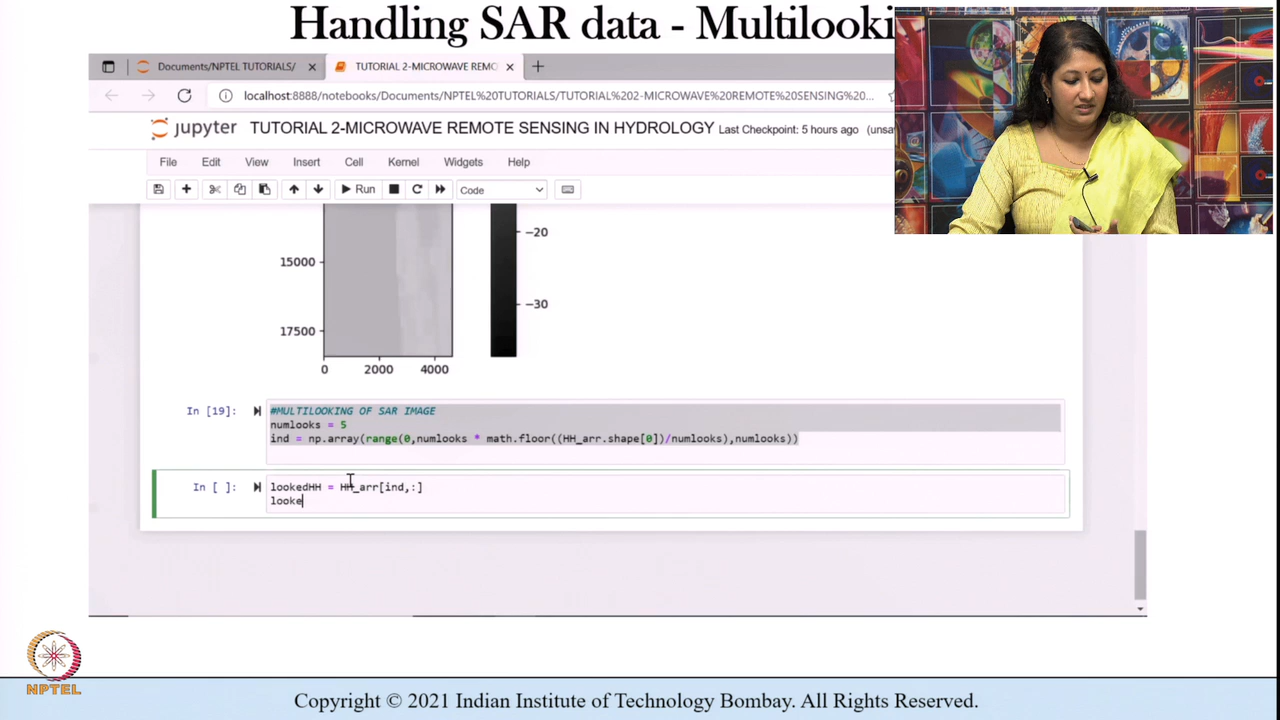 Handling SAR data - Multilooki
Documents/NPTEL TUTORIALS/
TUTORIAL 2-MICROWAVE REMO
localhost:8888/notebook/Documents/NPTEL%20TUTORIALS/TUTORIAL%202-MICROWAVE%20REMOTE%20SENSING%20...
jupyter TUTORIAL 2-MICROWAVE REMOTE SENSING IN HYDROLOGY Last Checkpoint: 5 hours ago (unsa
File Edit View Insert Cell Kernel Widgets Help
Run Code
−20
15000
−30
17500
0 2000 4000
In [19]: #MULTILOOKING OF SAR IMAGE
numlooks = 5
ind = np.array(range(0,numlooks * math.floor((HH_arr.shape[0])/numlooks),numlooks))
In [ ]: lookedHH = HH_arr[ind,:]
looke
NPTEL
Copyright © 2021 Indian Institute of Technology Bombay. All Rights Reserved.